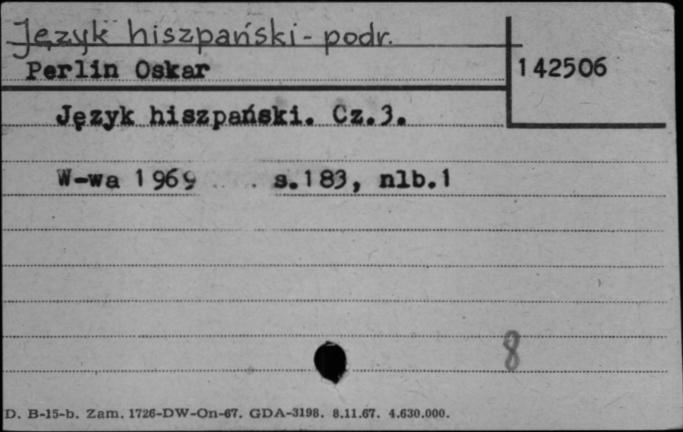 Język hiszpański - podr.
Perlin Oskar
142506
Język hiszpański. Cz.3.
W-wa 1969 s.183, nlb.1
8
D. B-15-b. Zam. 1726-DW-On-67. GDA-3198. 8.11.67. 4.630.000.